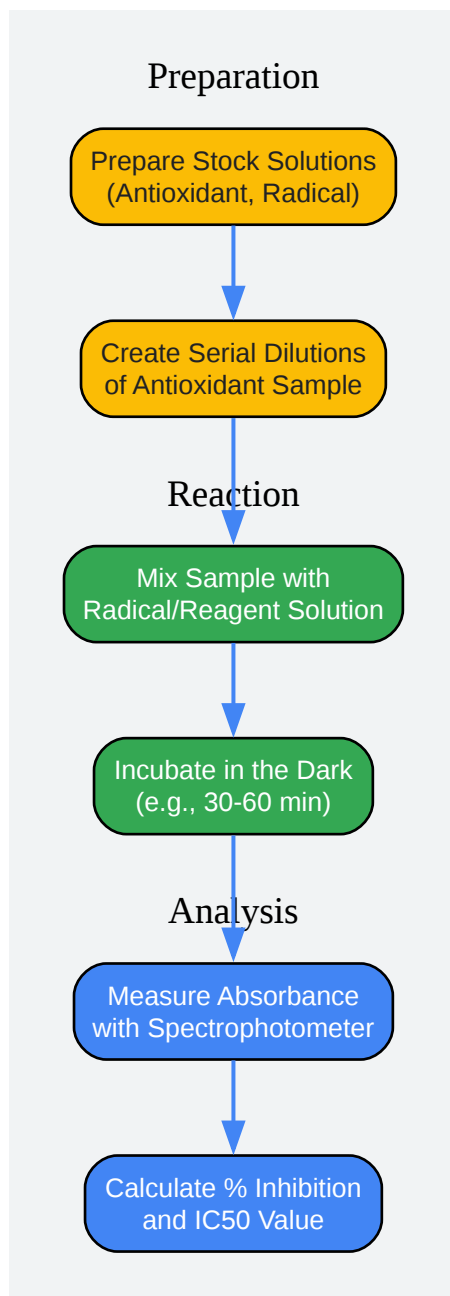 Preparation
Prepare Stock Solutions
(Antioxidant, Radical)
Create Serial Dilutions
of Antioxidant Sample
Reaction
Mix Sample with
Radical/Reagent Solution
Incubate in the Dark
(e.g., 30-60 min)
Analysis
Measure Absorbance
with Spectrophotometer
Calculate % Inhibition
and IC50 Value